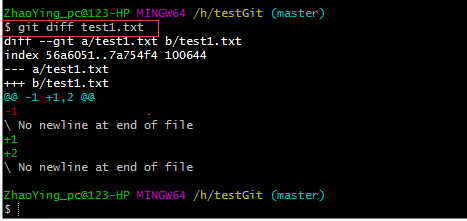 ZhaoYing_pc@123-HP MINGW64 /h/testGit (master)
$ git diff test1.txt
diff --git a/test1.txt b/test1.txt
index 56a6051..7a754f4 100644
--- a/test1.txt
+++ b/test1.txt
@@ -1 +1,2 @@
-1
\ No newline at end of file
+1
+2
\ No newline at end of file
ZhaoYing_pc@123-HP MINGW64 /h/testGit (master)
$